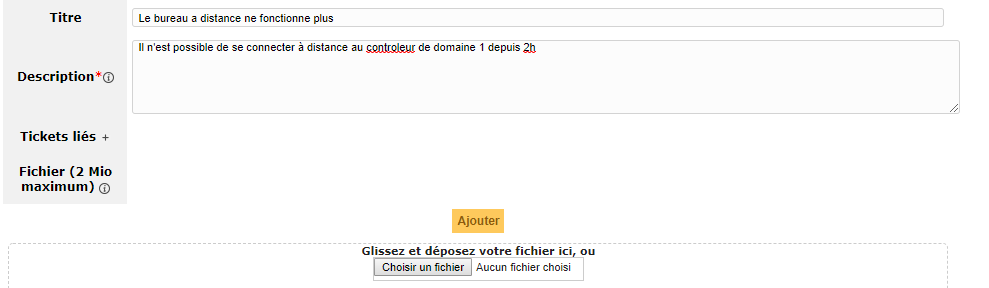 Titre
Le bureau a distance ne fonctionne plus
Il n'est possible de se connecter à distance au controleur de domaine 1 depuis 2h
Description*
Tickets liés +
Fichier (2 Mio
maximum)
Ajouter
Glissez et déposez votre fichier ici, ou
Choisir un fichier Aucun fichier choisi